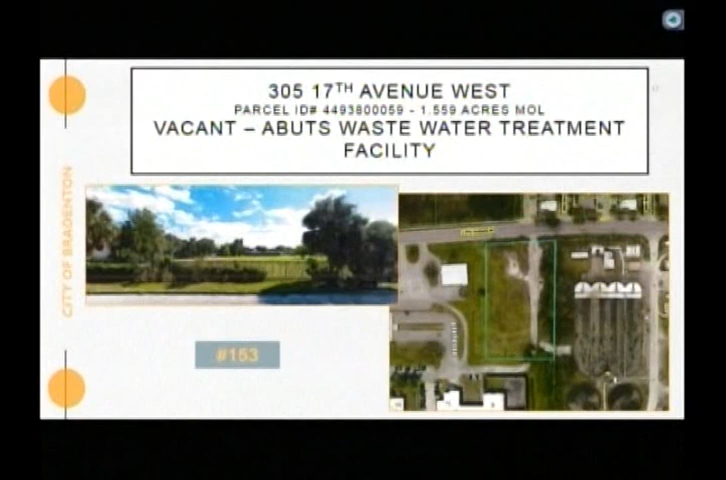 305 17TH AVENUE WEST
PARCEL ID# 4493800059 - 1.559 ACRES MOL
VACANT – ABUTS WASTE WATER TREATMENT
FACILITY
CITY OF BRADENTON
#153